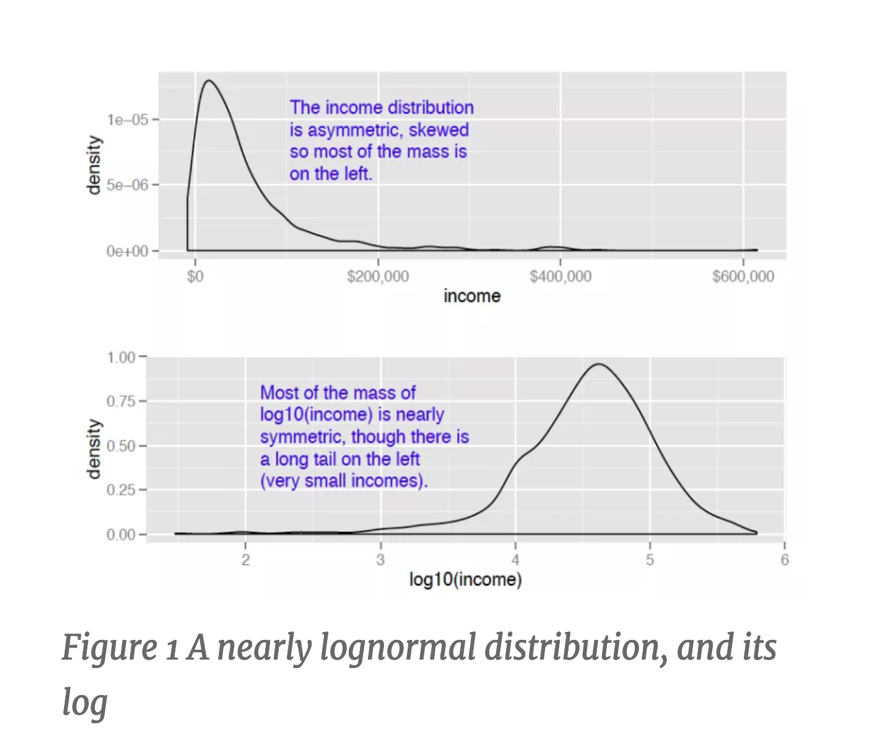 The income distribution
is asymmetric, skewed
so most of the mass is
on the left.
density
1e−05
5e−06
0e+00
$0
$200,000
$400,000
$600,000
income
Most of the mass of
log10(income) is nearly
symmetric, though there is
a long tail on the left
(very small incomes).
density
1.00
0.75
0.50
0.25
0.00
2
3
4
5
6
log10(income)
Figure 1 A nearly lognormal distribution, and its
log